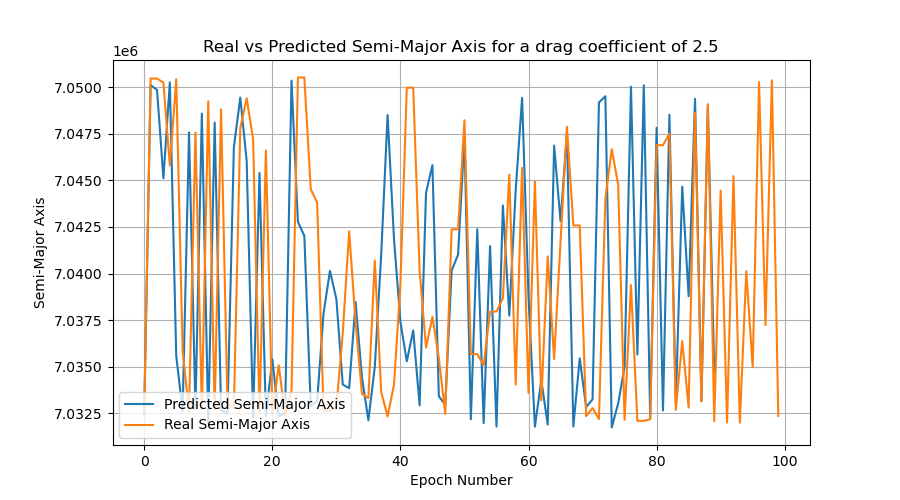 Real vs Predicted Semi-Major Axis for a drag coefficient of 2.5
1e6
7.0500
7.0475
7.0450
7.0425
7.0400
7.0375
7.0350
7.0325
Semi-Major Axis
Predicted Semi-Major Axis
Real Semi-Major Axis
0 20 40 60 80 100
Epoch Number